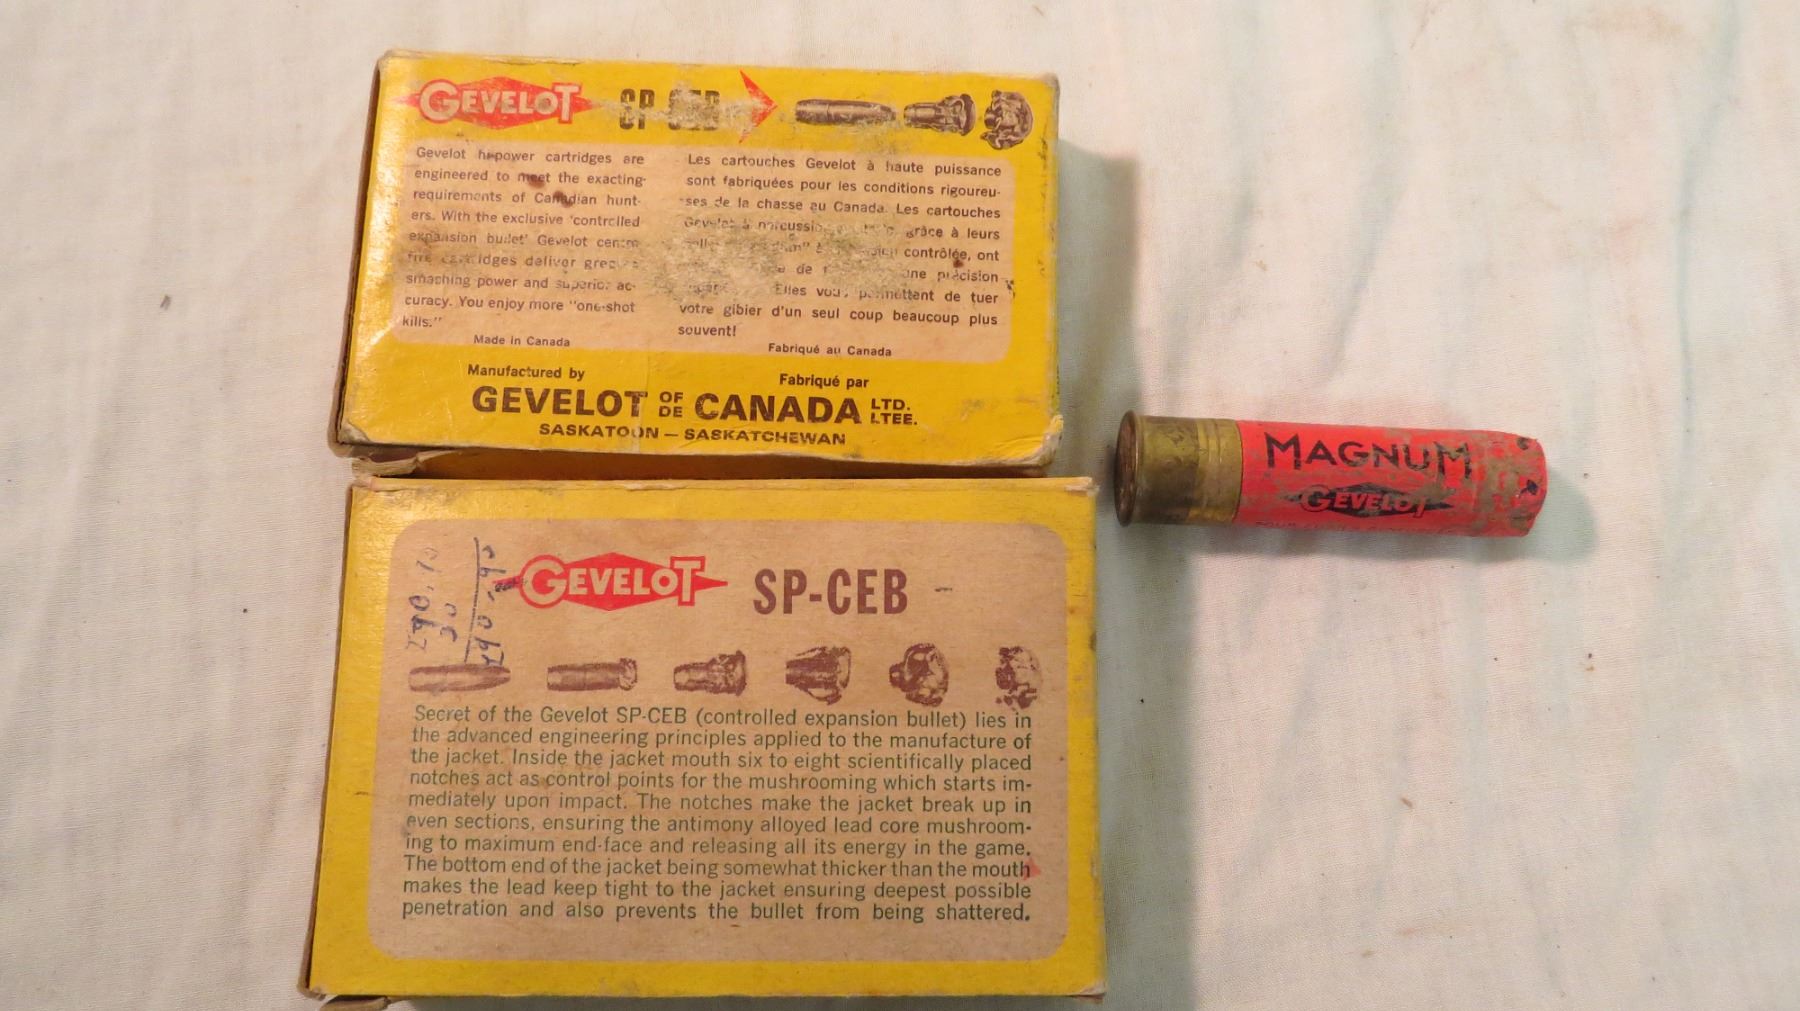 GEVELOT SP-CEB
Gevelot hi-power cartridges are
engineered to meet the exacting
requirements of Canadian hunt-
ers. With the exclusive 'controlled
expansion bullet' Gevelot centre
fire cartridges deliver greater
smashing power and superior ac-
curacy. You enjoy more "one-shot
kills."
Made in Canada
Les cartouches Gevelot à haute puissance
sont fabriquées pour les conditions rigoureu-
ses de la chasse au Canada. Les cartouches
Gevelot à percussion grâce à leurs
contrôlée, ont
de une précision
Elles vous permettent de tuer
votre gibier d'un seul coup beaucoup plus
souvent!
Fabriqué au Canada
Manufactured by Fabriqué par
GEVELOT OF DE CANADA LTD. LTEE.
SASKATOON — SASKATCHEWAN
MAGNUM
GEVELOT
GEVELOT SP-CEB
Secret of the Gevelot SP-CEB (controlled expansion bullet) lies in
the advanced engineering principles applied to the manufacture of
the jacket. Inside the jacket mouth six to eight scientifically placed
notches act as control points for the mushrooming which starts im-
mediately upon impact. The notches make the jacket break up in
even sections, ensuring the antimony alloyed lead core mushroom-
ing to maximum end-face and releasing all its energy in the game.
The bottom end of the jacket being somewhat thicker than the mouth
makes the lead keep tight to the jacket ensuring deepest possible
penetration and also prevents the bullet from being shattered.